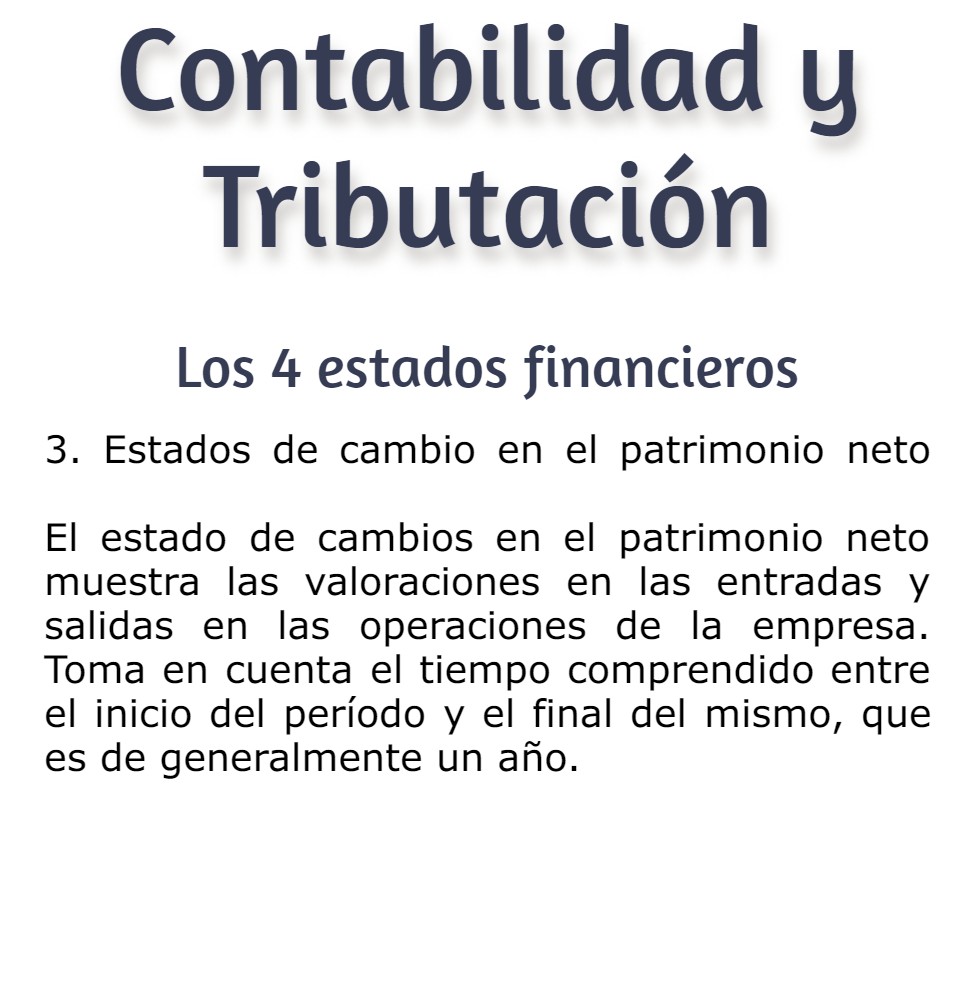 Contabilidad y
Tributación
Los 4 estados financieros
3. Estados de cambio en el patrimonio neto
El estado de cambios en el patrimonio neto
muestra las valoraciones en las entradas y
salidas en las operaciones de la empresa.
Toma en cuenta el tiempo comprendido entre
el inicio del período y el final del mismo, que
es de generalmente un año.